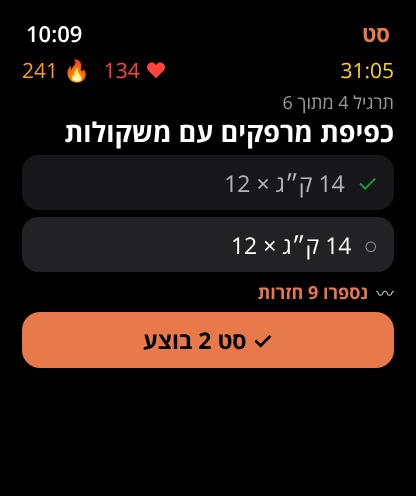 סט 10:09
31:05 134 241
תרגיל 4 מתוך 6
כפיפת מרפקים עם משקולות
14 ק״ג × 12
14 ק״ג × 12
נספרו 9 חזרות
סט 2 בוצע